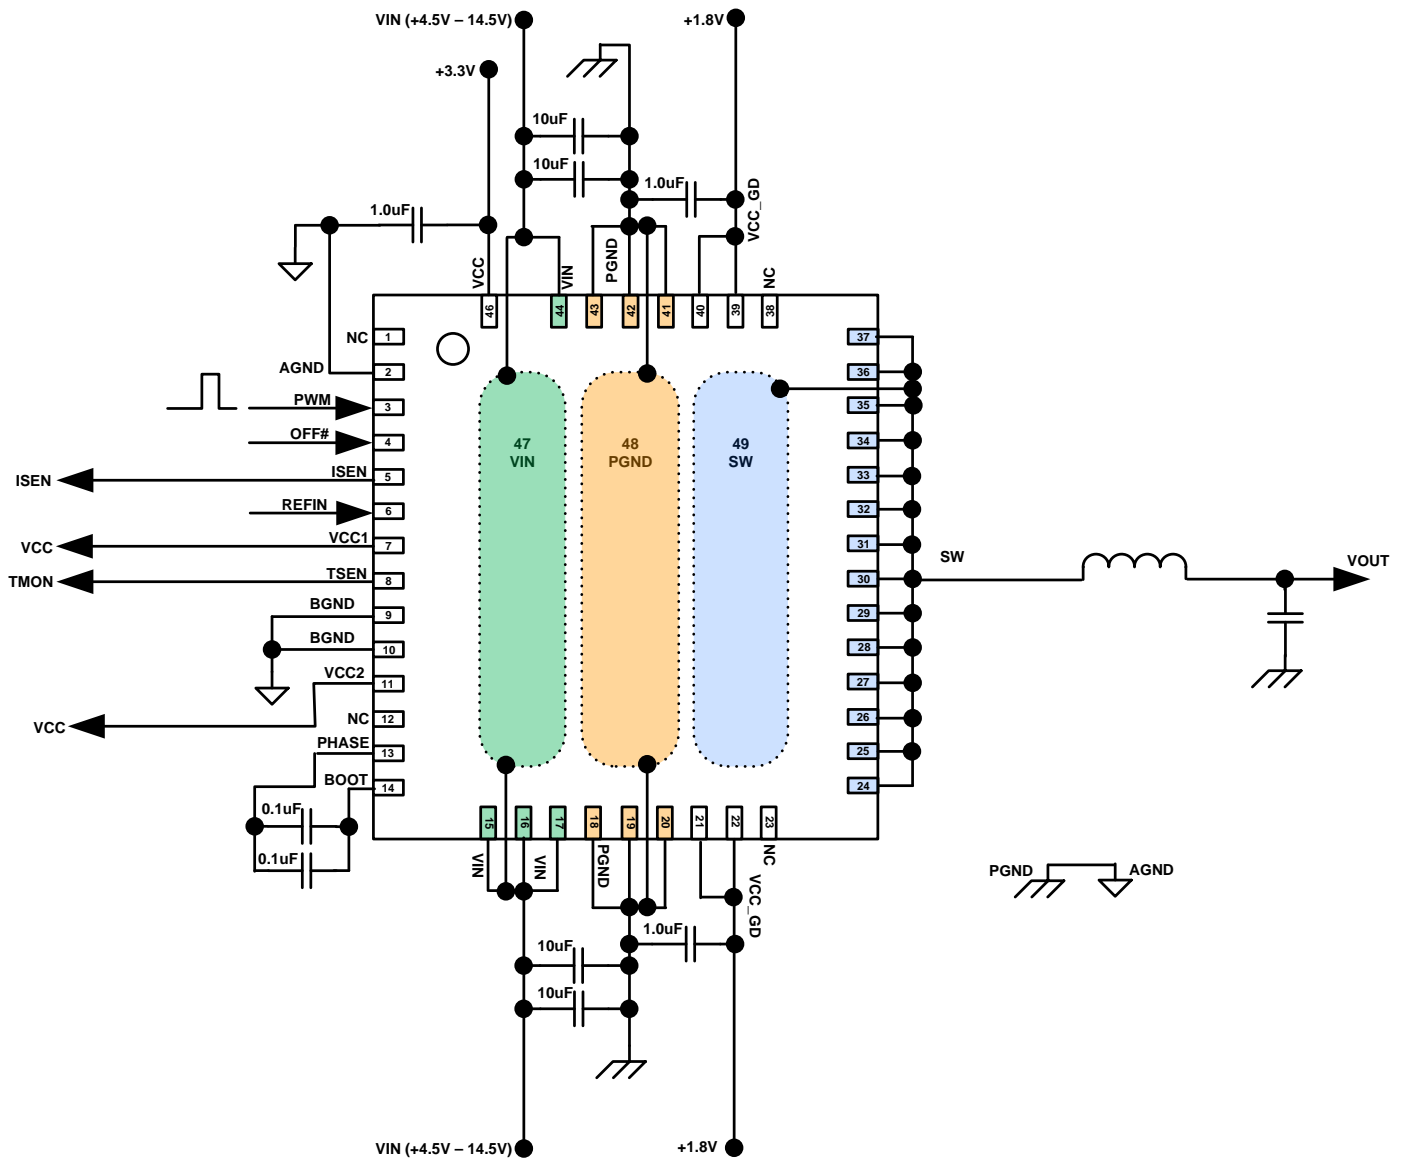 VIN (+4.5V – 14.5V)
+1.8V
+3.3V
10uF
10uF
1.0uF
1.0uF
VCC_GD
VCC
VIN
PGND
NC
46
44
43
42
41
40
39
38
NC
1
AGND
2
PWM
3
OFF#
4
ISEN
ISEN
5
REFIN
6
VCC
VCC1
7
TMON
TSEN
8
BGND
9
BGND
10
VCC2
11
VCC
NC
12
PHASE
13
BOOT
14
0.1uF
0.1uF
47
VIN
48
PGND
49
SW
37
36
35
34
33
32
31
30
29
28
27
26
25
24
SW
VOUT
15
16
17
18
19
20
21
22
23
VIN
VIN
PGND
VCC_GD
NC
PGND
AGND
1.0uF
10uF
10uF
VIN (+4.5V – 14.5V)
+1.8V